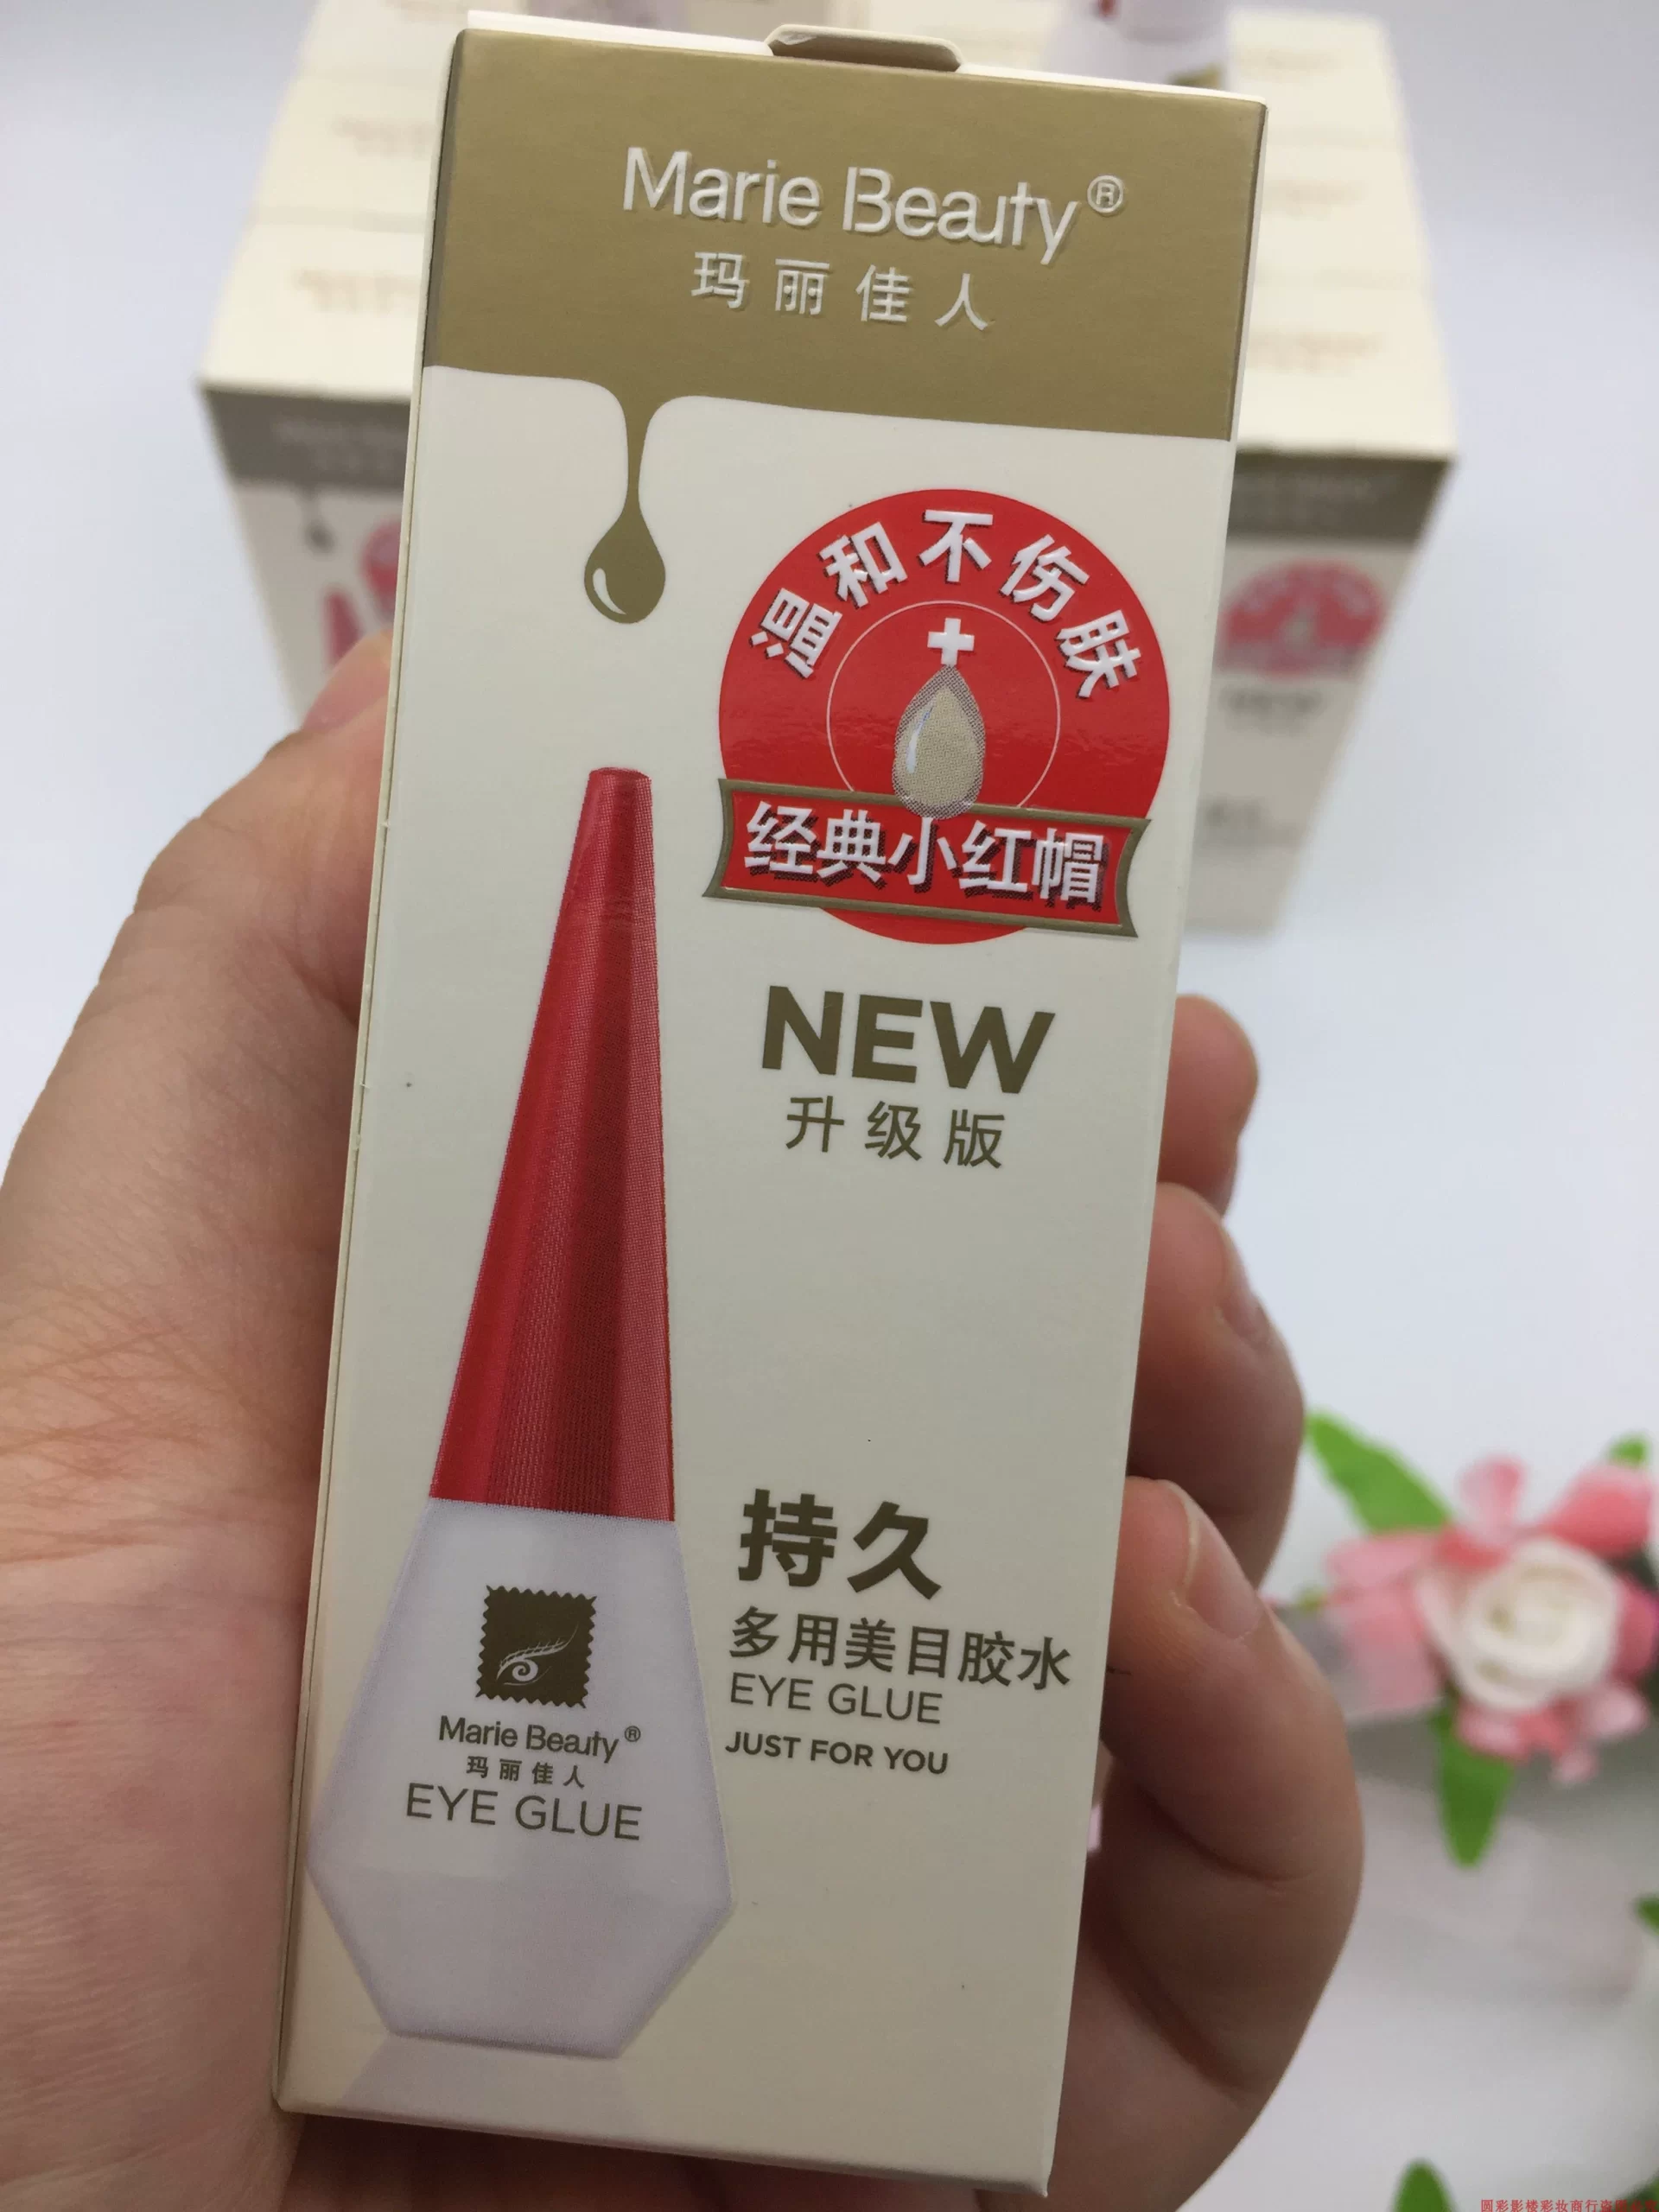 Marie Beauty®
玛丽佳人
温和不伤肤
经典小红帽
NEW
升级版
持久
多用美目胶水
EYE GLUE
JUST FOR YOU
Marie Beauty®
玛丽佳人
EYE GLUE